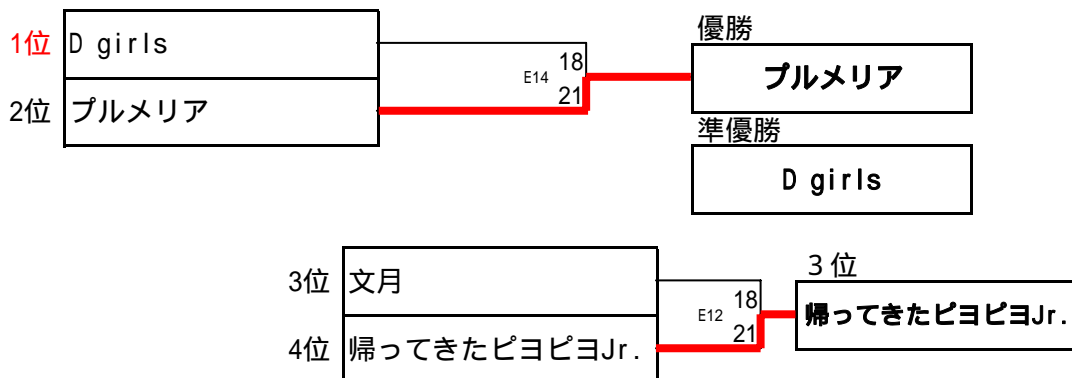 優勝
1位 D girls
18
E14
プルメリア
21
2位 プルメリア
準優勝
D girls
3位
3位 文月
18
E12
帰ってきたピヨピヨJr.
21
4位 帰ってきたピヨピヨJr.